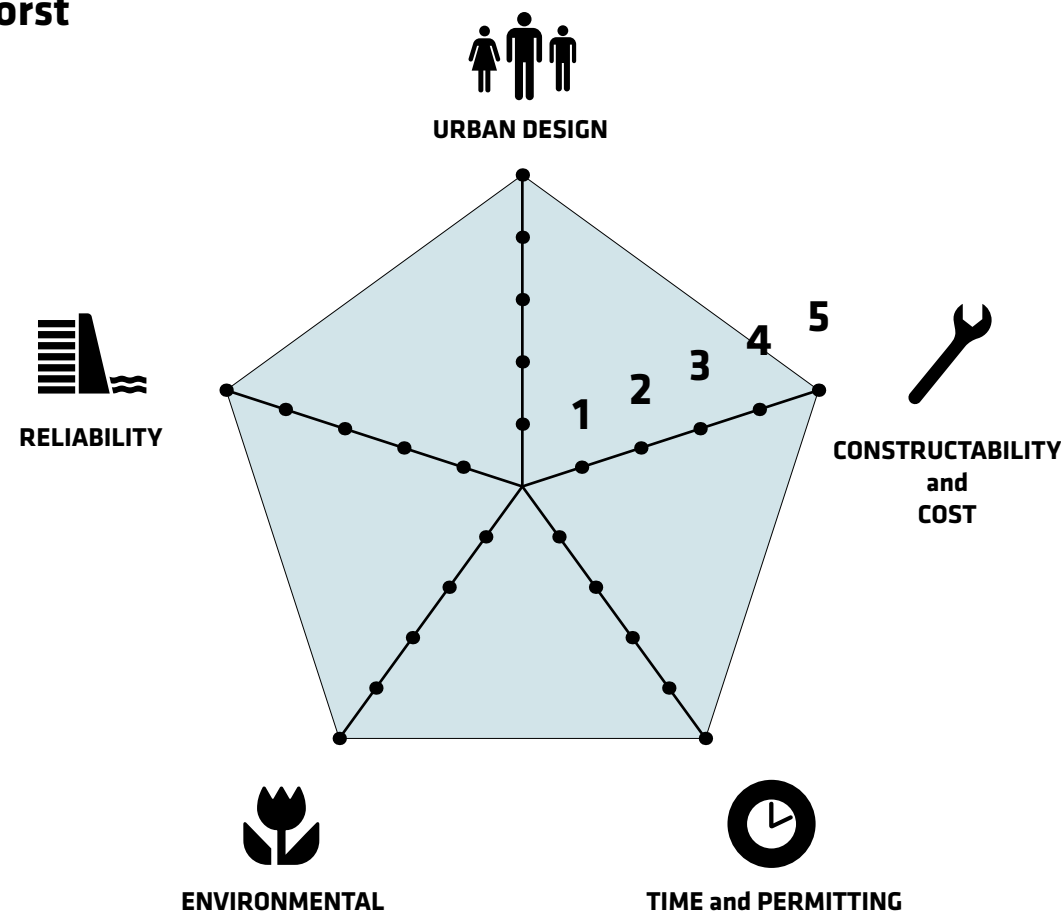 orst
URBAN DESIGN
5
4
3
2
1
RELIABILITY
CONSTRUCTABILITY
and
COST
ENVIRONMENTAL
TIME and PERMITTING